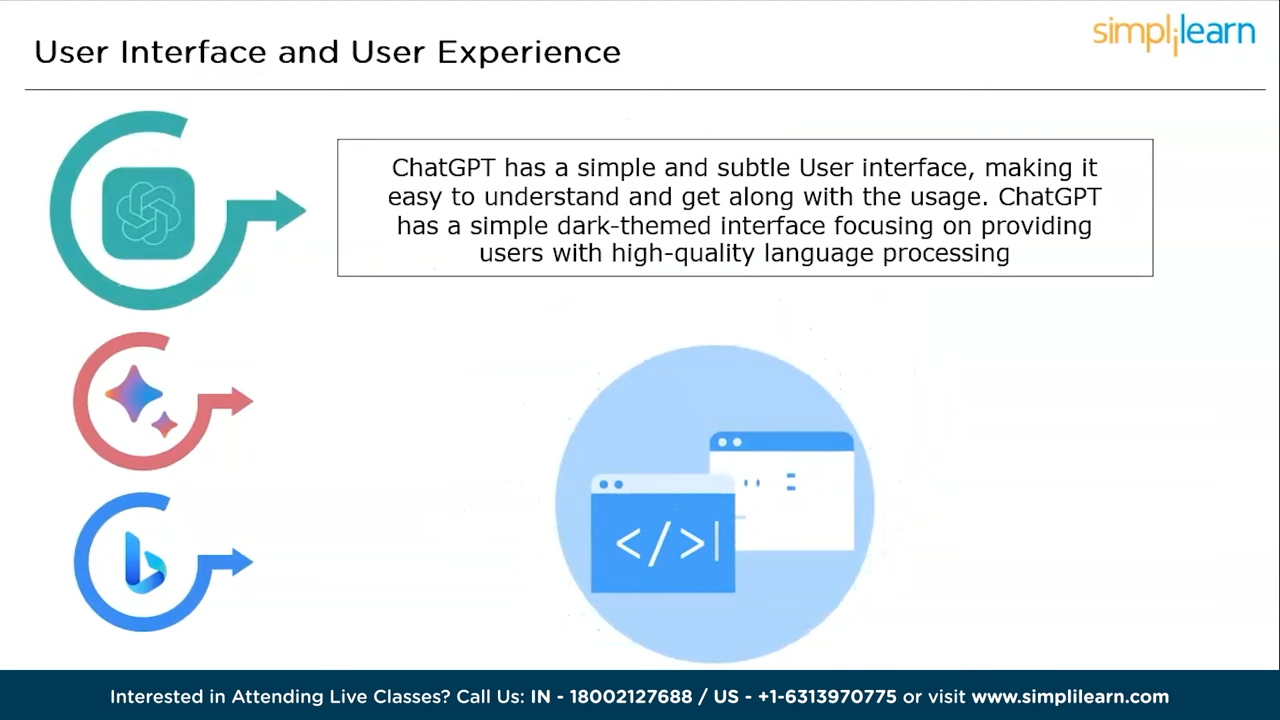 User Interface and User Experience
simplilearn
ChatGPT has a simple and subtle User interface, making it
easy to understand and get along with the usage. ChatGPT
has a simple dark-themed interface focusing on providing
users with high-quality language processing
</>|
Interested in Attending Live Classes? Call Us: IN - 18002127688 / US - +1-6313970775 or visit www.simplilearn.com